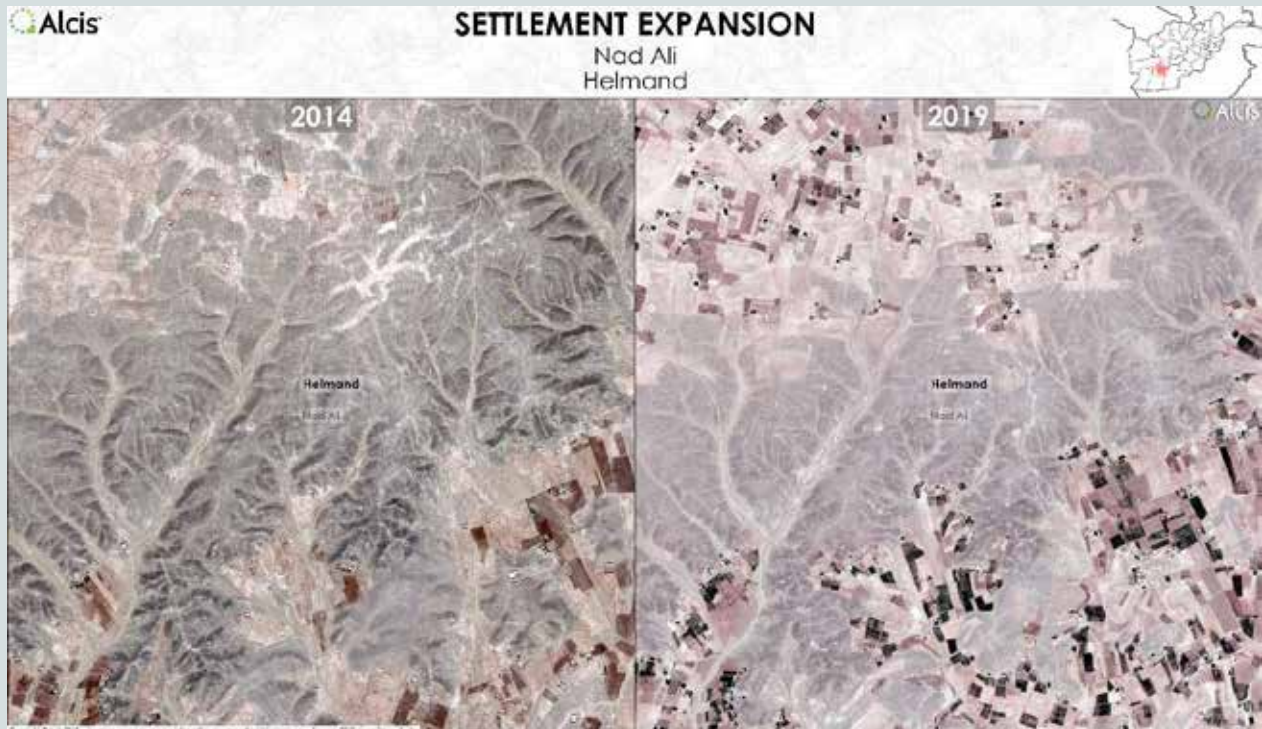 Alcis
SETTLEMENT EXPANSION
Nad Ali
Helmand
2014
2019
Alcis
Helmand
Nad Ali
Helmand
Nad Ali